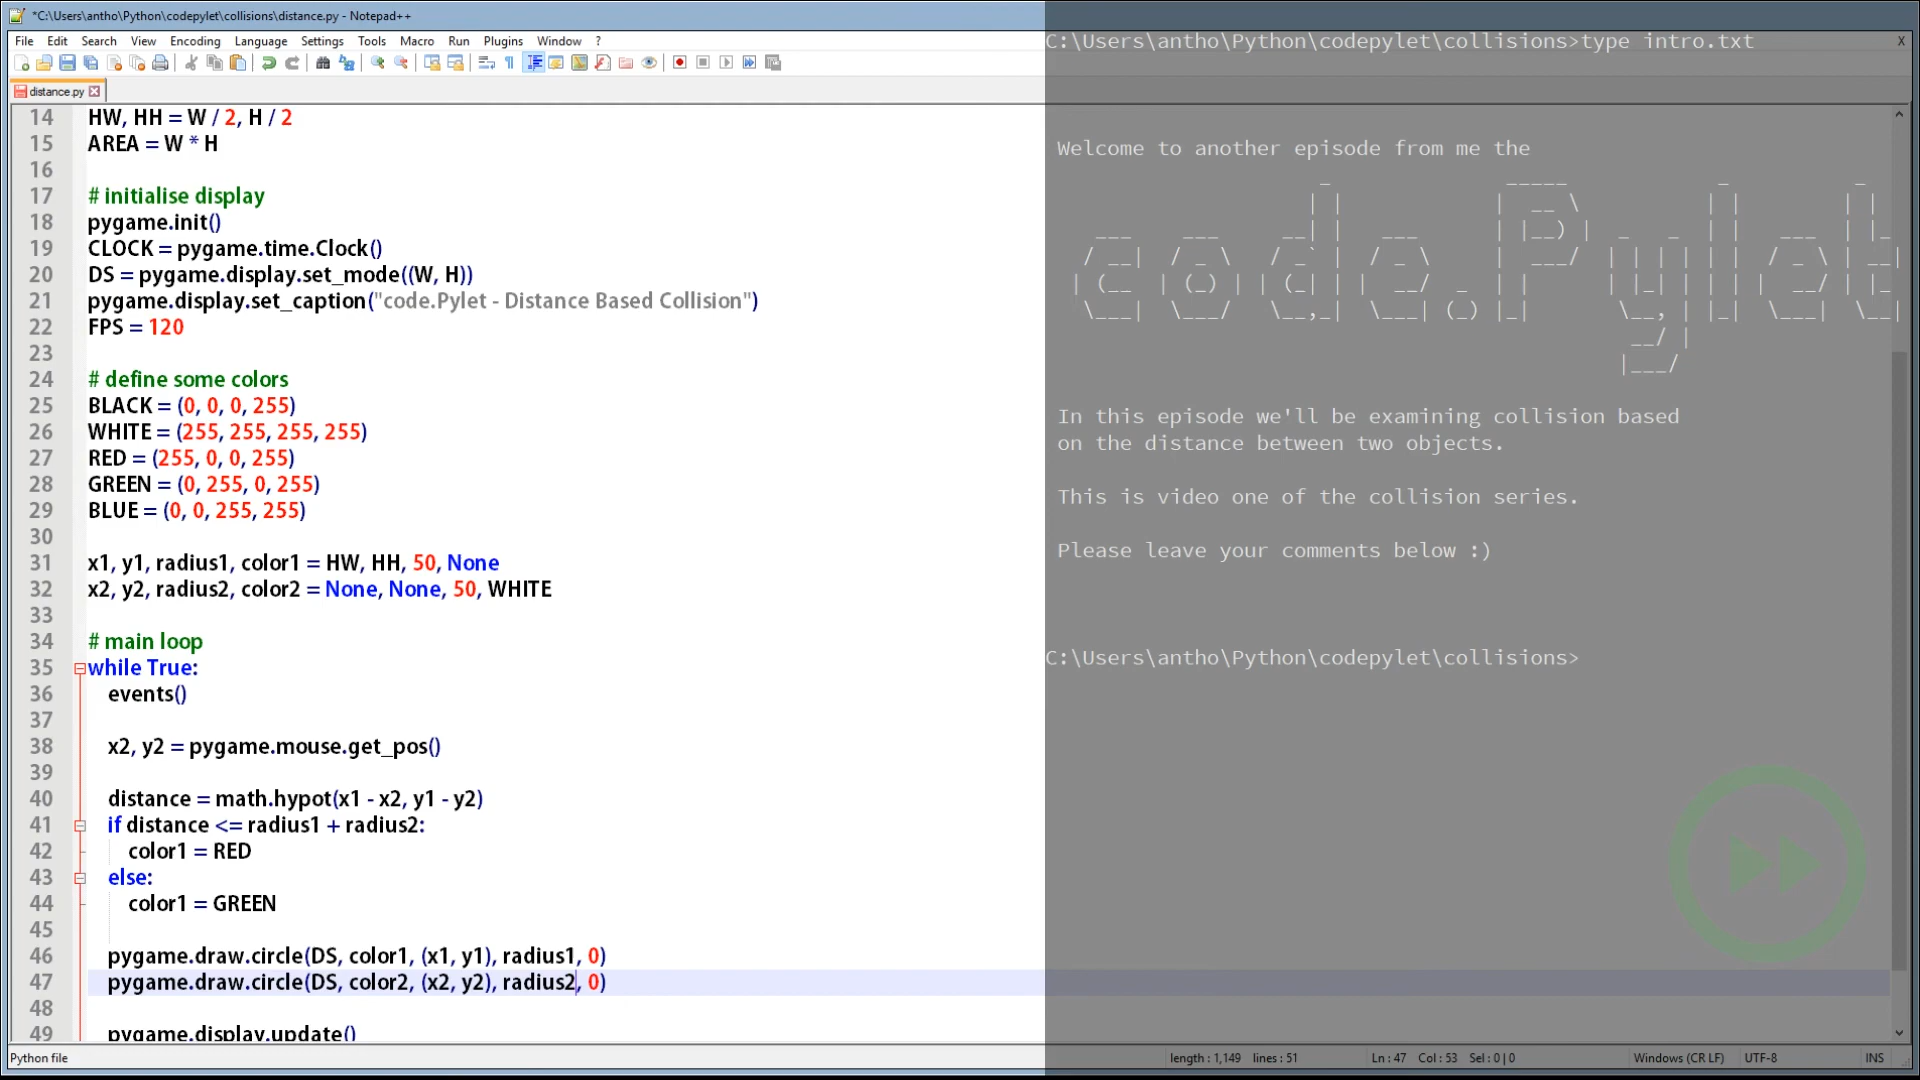 *C:\Users\antho\Python\codepylet\collisions\distance.py - Notepad++
File Edit Search View Encoding Language Settings Tools Macro Run Plugins Window ?
X
distance.py
14 HW, HH = W / 2, H / 2
15 AREA = W * H
16
17 # initialise display
18 pygame.init()
19 CLOCK = pygame.time.Clock()
20 DS = pygame.display.set_mode((W, H))
21 pygame.display.set_caption("code.Pylet - Distance Based Collision")
22 FPS = 120
23
24 # define some colors
25 BLACK = (0, 0, 0, 255)
26 WHITE = (255, 255, 255, 255)
27 RED = (255, 0, 0, 255)
28 GREEN = (0, 255, 0, 255)
29 BLUE = (0, 0, 255, 255)
30
31 x1, y1, radius1, color1 = HW, HH, 50, None
32 x2, y2, radius2, color2 = None, None, 50, WHITE
33
34 # main loop
35 while True:
36 events()
37
38 x2, y2 = pygame.mouse.get_pos()
39
40 distance = math.hypot(x1 - x2, y1 - y2)
41 if distance <= radius1 + radius2:
42 color1 = RED
43 else:
44 color1 = GREEN
45
46 pygame.draw.circle(DS, color1, (x1, y1), radius1, 0)
47 pygame.draw.circle(DS, color2, (x2, y2), radius2, 0)
48
49 pygame.display.update()
C:\Users\antho\Python\codepylet\collisions>type intro.txt
Welcome to another episode from me the
code.Pylet
In this episode we'll be examining collision based
on the distance between two objects.
This is video one of the collision series.
Please leave your comments below :)
C:\Users\antho\Python\codepylet\collisions>
Python file length : 1,149 lines : 51 Ln : 47 Col : 53 Sel : 0 | 0 Windows (CR LF) UTF-8 INS